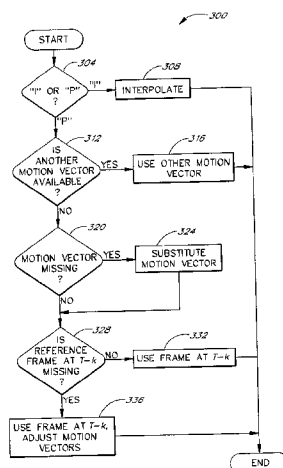 300
START
304
"I" OR "P"
?
"I"
308
INTERPOLATE
"P"
312
IS
ANOTHER
MOTION VECTOR
AVAILABLE
?
YES
316
USE OTHER MOTION
VECTOR
NO
320
MOTION VECTOR
MISSING
?
YES
324
SUBSTITUTE
MOTION VECTOR
NO
328
IS
REFERENCE
FRAME AT T-k
MISSING
?
NO
332
USE FRAME AT T-k
YES
336
USE FRAME AT T-k,
ADJUST MOTION
VECTORS
END